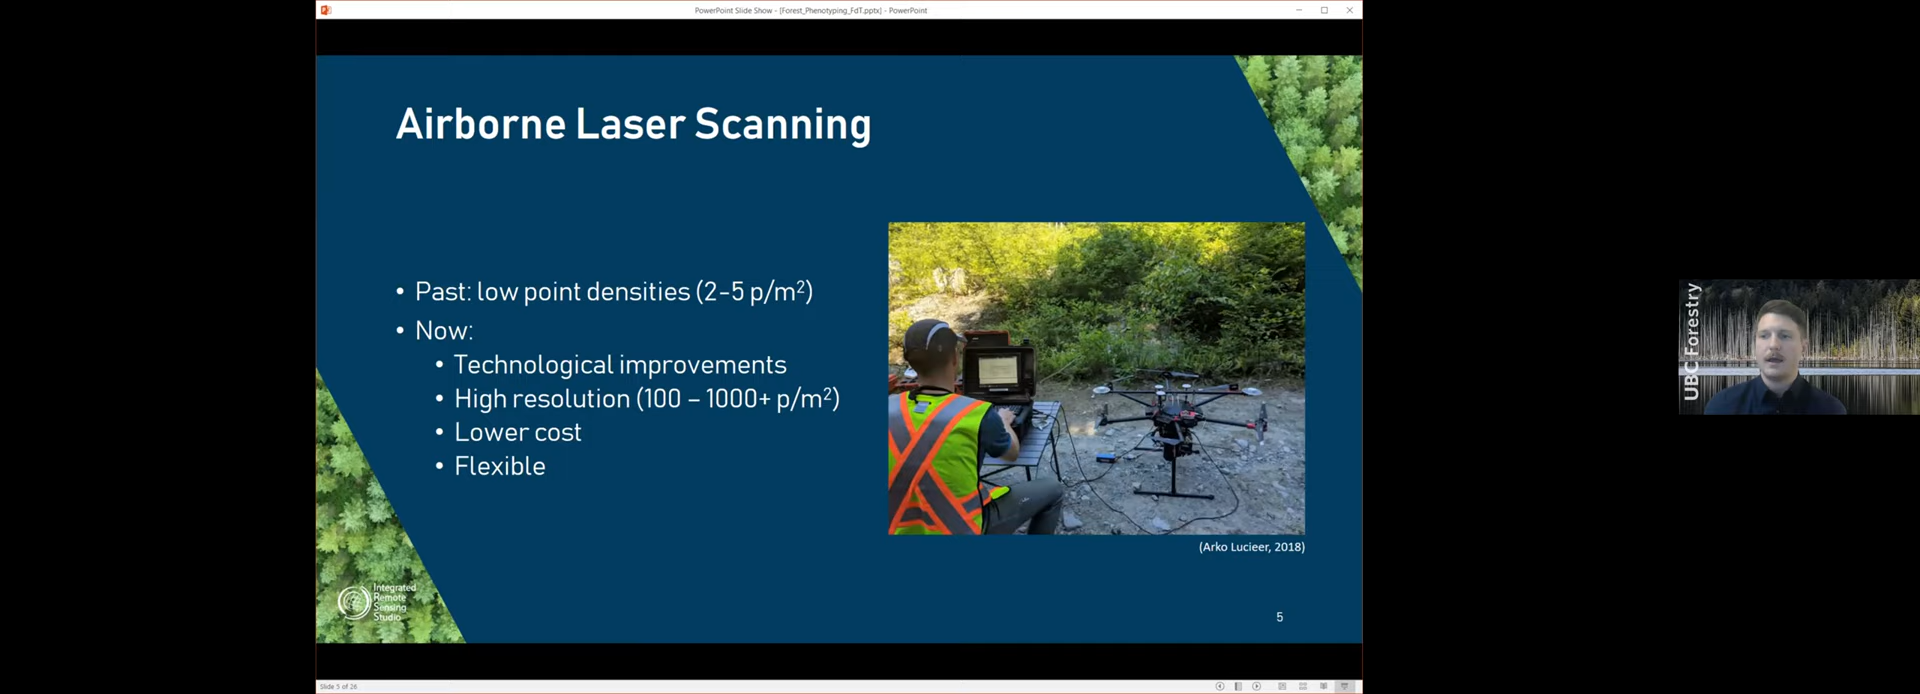 PowerPoint Slide Show - [Forest_Phenotyping_FdT.pptx] - PowerPoint
Airborne Laser Scanning
• Past: low point densities (2-5 p/m²)
• Now:
• Technological improvements
• High resolution (100 – 1000+ p/m²)
• Lower cost
• Flexible
(Arko Lucieer, 2018)
Integrated
Remote
Sensing
Studio
5
Slide 5 of 26
UBC Forestry